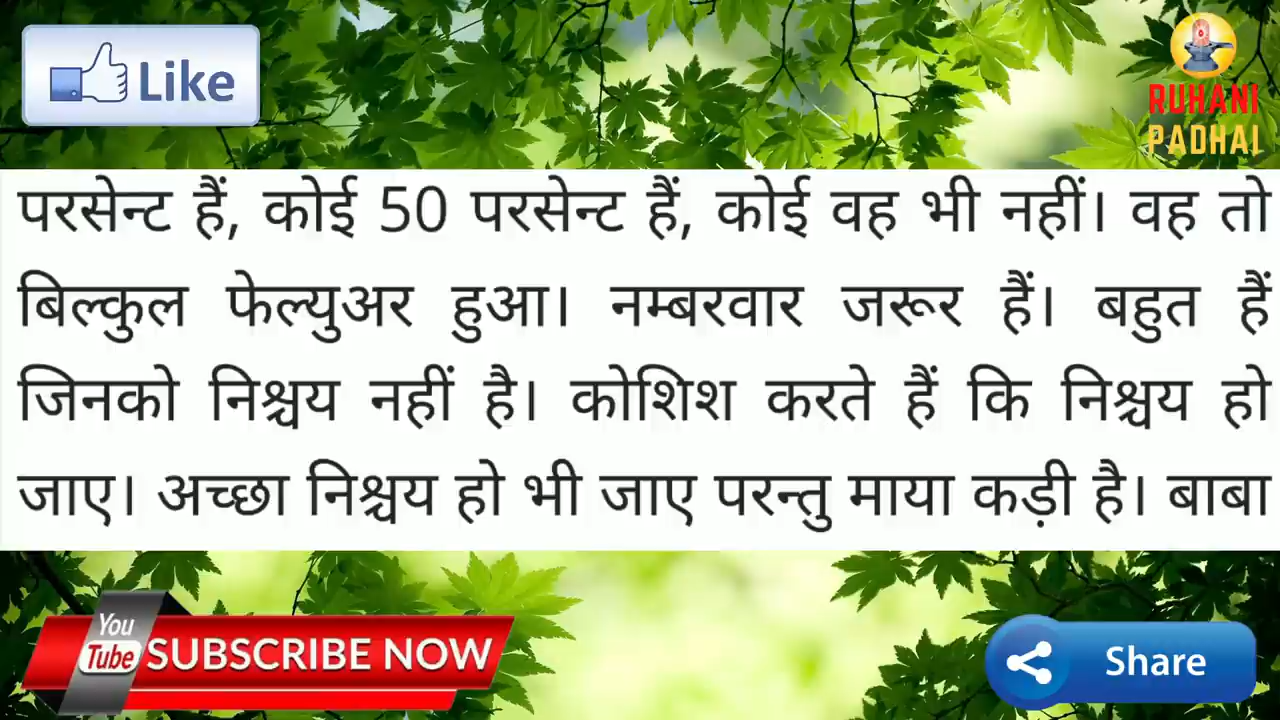 Like
RUHANI
PADHAI
परसेन्ट हैं, कोई 50 परसेन्ट हैं, कोई वह भी नहीं। वह तो
बिल्कुल फेल्युअर हुआ। नम्बरवार जरूर हैं। बहुत हैं
जिनको निश्चय नहीं है। कोशिश करते हैं कि निश्चय हो
जाए। अच्छा निश्चय हो भी जाए परन्तु माया कड़ी है। बाबा
You
Tube
SUBSCRIBE NOW
Share